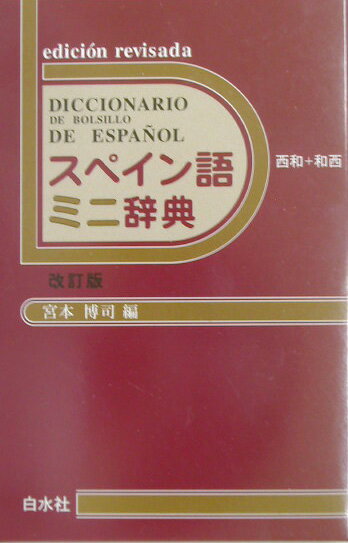 edición revisada
DICCIONARIO
DE BOLSILLO
DE ESPAÑOL
スペイン語
ミニ辞典
西和+和西
改訂版
宮本 博司 編
白水社